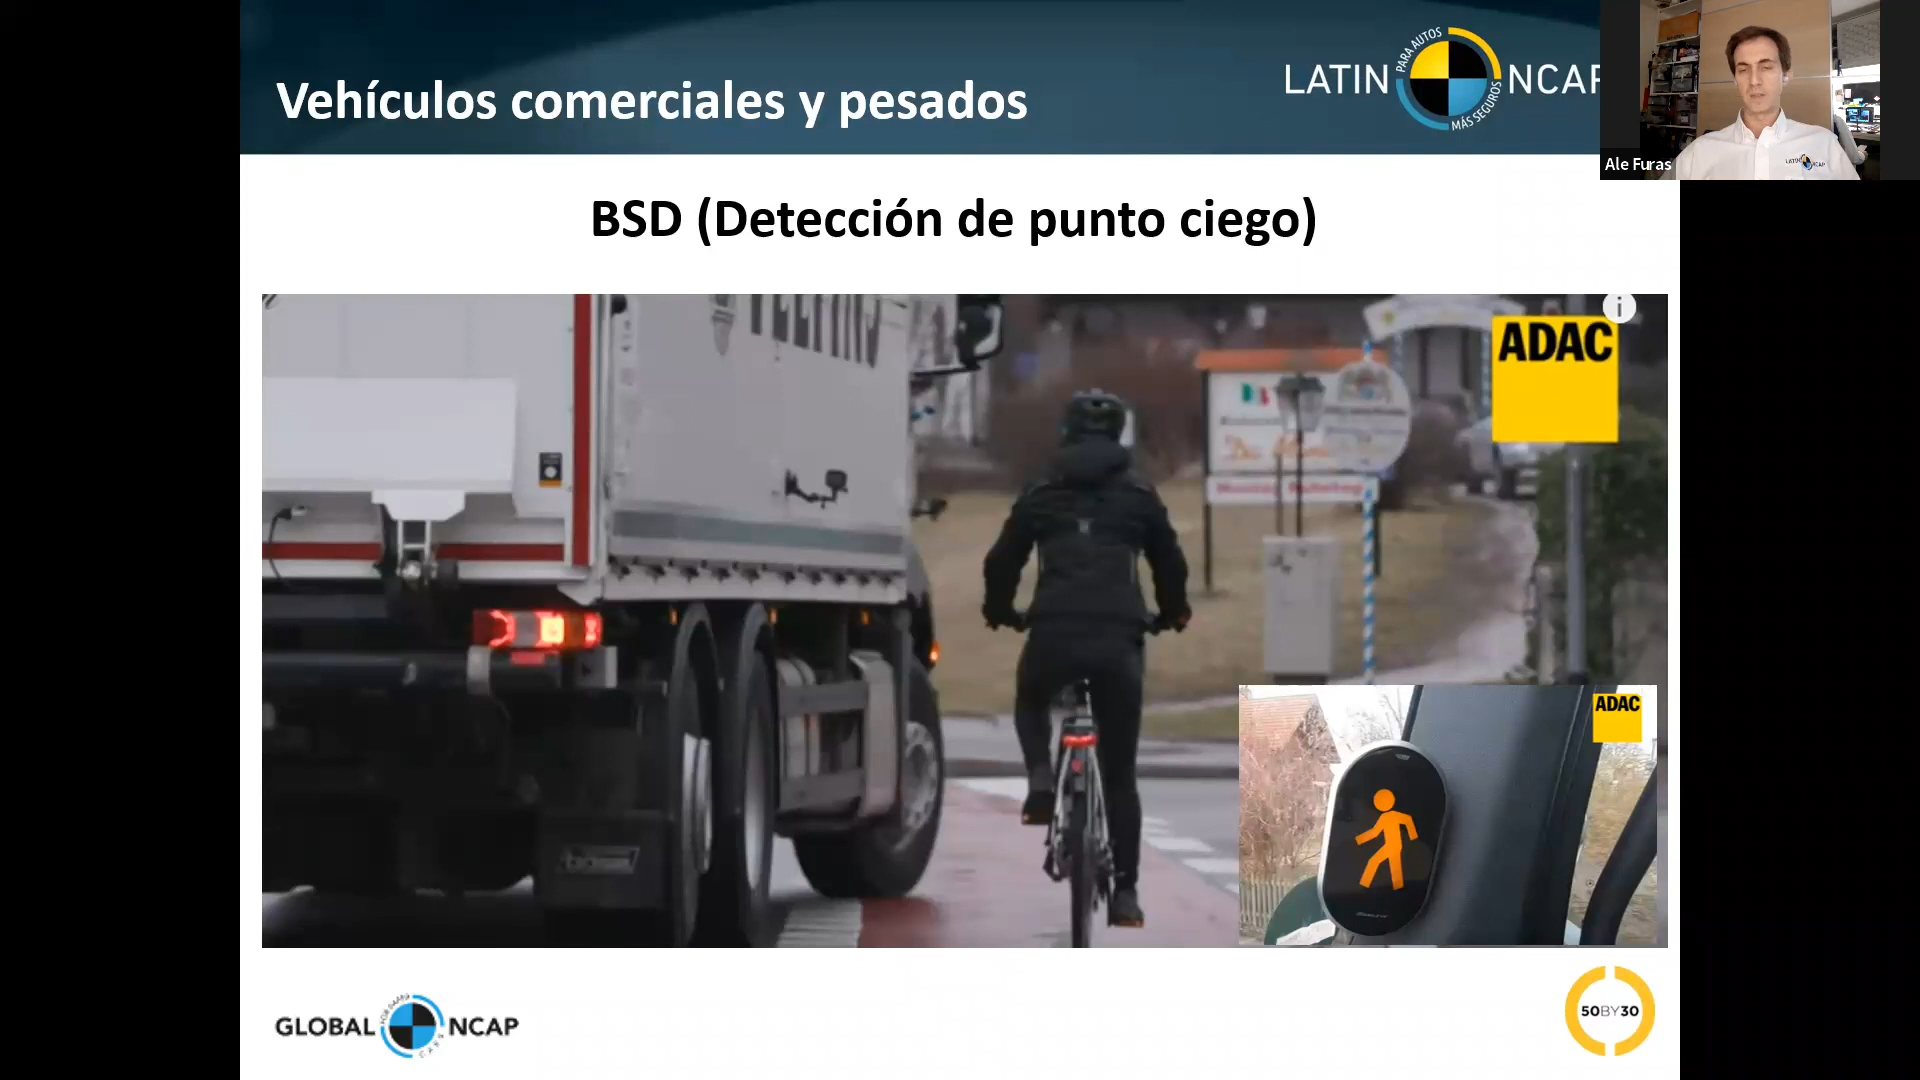 Vehículos comerciales y pesados
LATIN NCAP
PARA AUTOS
MÁS SEGUROS
Ale Furas
BSD (Detección de punto ciego)
i
ADAC
ADAC
GLOBAL NCAP
50BY30